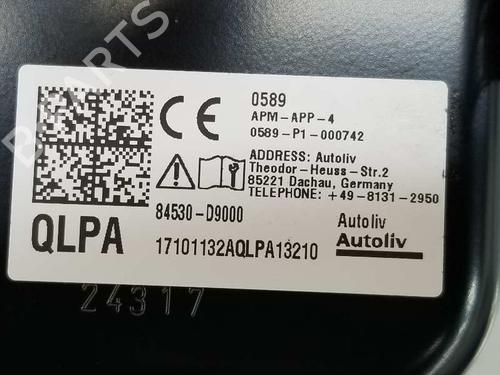 0589
APM-APP-4
0589-P1-000742
ADDRESS: Autoliv
Theodor-Heuss-Str.2
85221 Dachau, Germany
TELEPHONE: +49-8131-2950
84530-D9000
Autoliv
QLPA
17101132AQLPA13210
Autoliv
24317